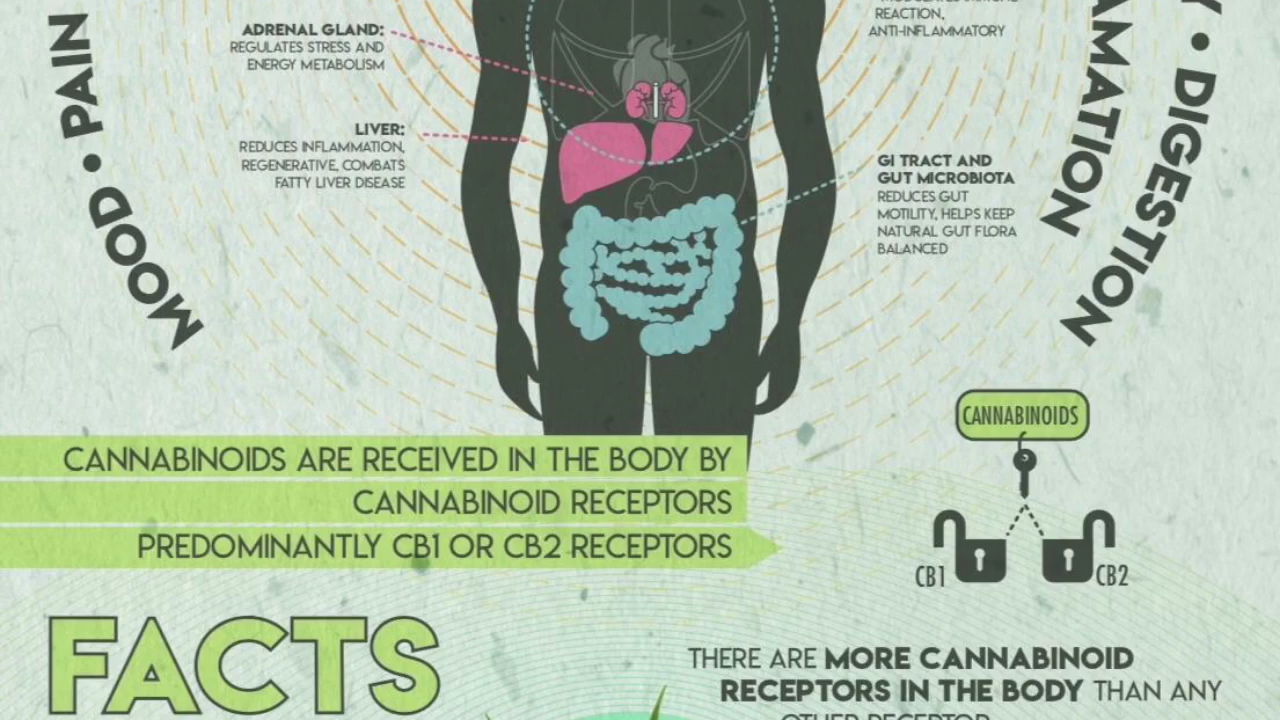 ADRENAL GLAND:
REGULATES STRESS AND
ENERGY METABOLISM
LIVER:
REDUCES INFLAMMATION,
REGENERATIVE, COMBATS
FATTY LIVER DISEASE
MOOD • PAIN
REACTION,
ANTI-INFLAMMATORY
GI TRACT AND
GUT MICROBIOTA
REDUCES GUT
MOTILITY, HELPS KEEP
NATURAL GUT FLORA
BALANCED
AMMATION
Y • DIGESTION
CANNABINOIDS ARE RECEIVED IN THE BODY BY
CANNABINOID RECEPTORS
PREDOMINANTLY CB1 OR CB2 RECEPTORS
CANNABINOIDS
CB1
CB2
FACTS
THERE ARE MORE CANNABINOID
RECEPTORS IN THE BODY THAN ANY
OTHER RECEPTOR